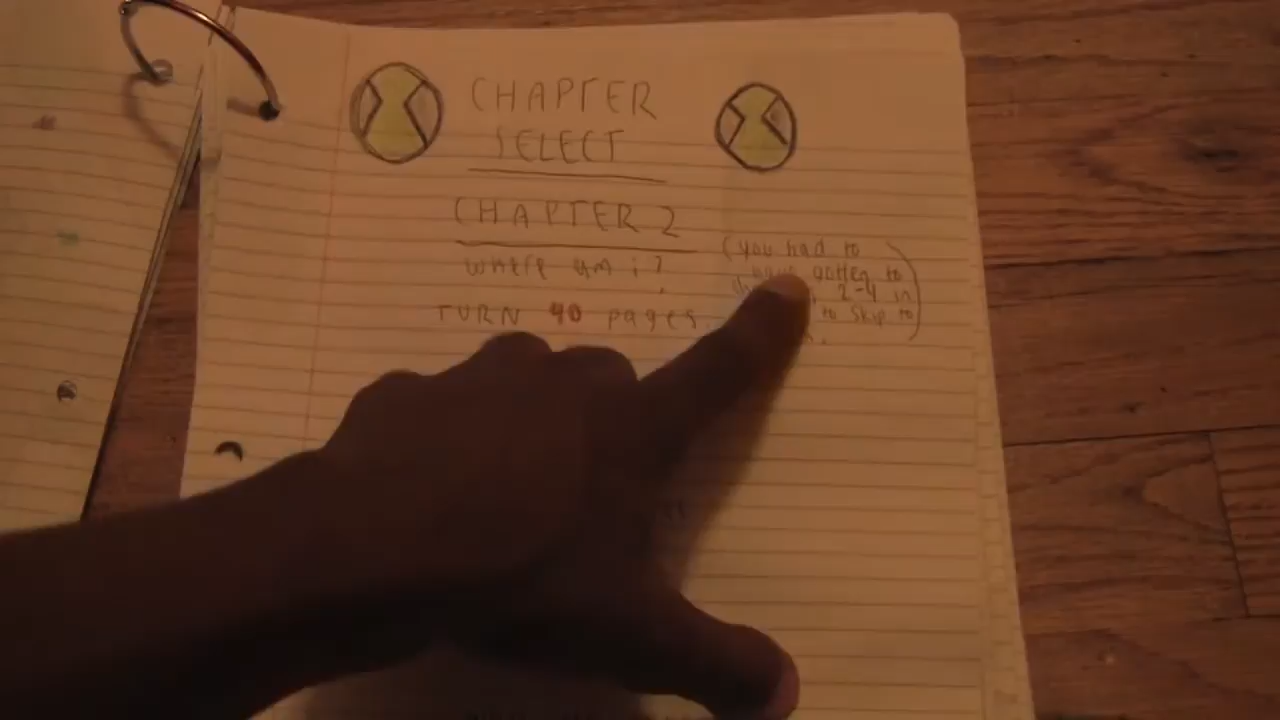 CHAPTER
SELECT
CHAPTER 2
where am i?
TURN 40 pages.
(you had to
have gotten to
2-4 in
to skip to